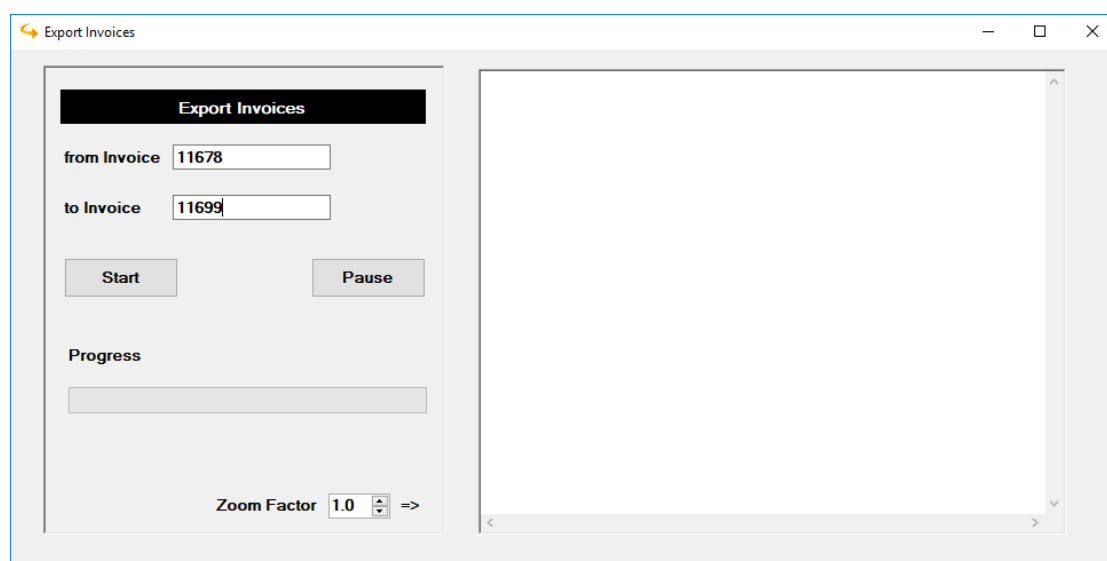 Export Invoices
Export Invoices
from Invoice 11678
to Invoice 11699
Start Pause
Progress
Zoom Factor 1.0 =>